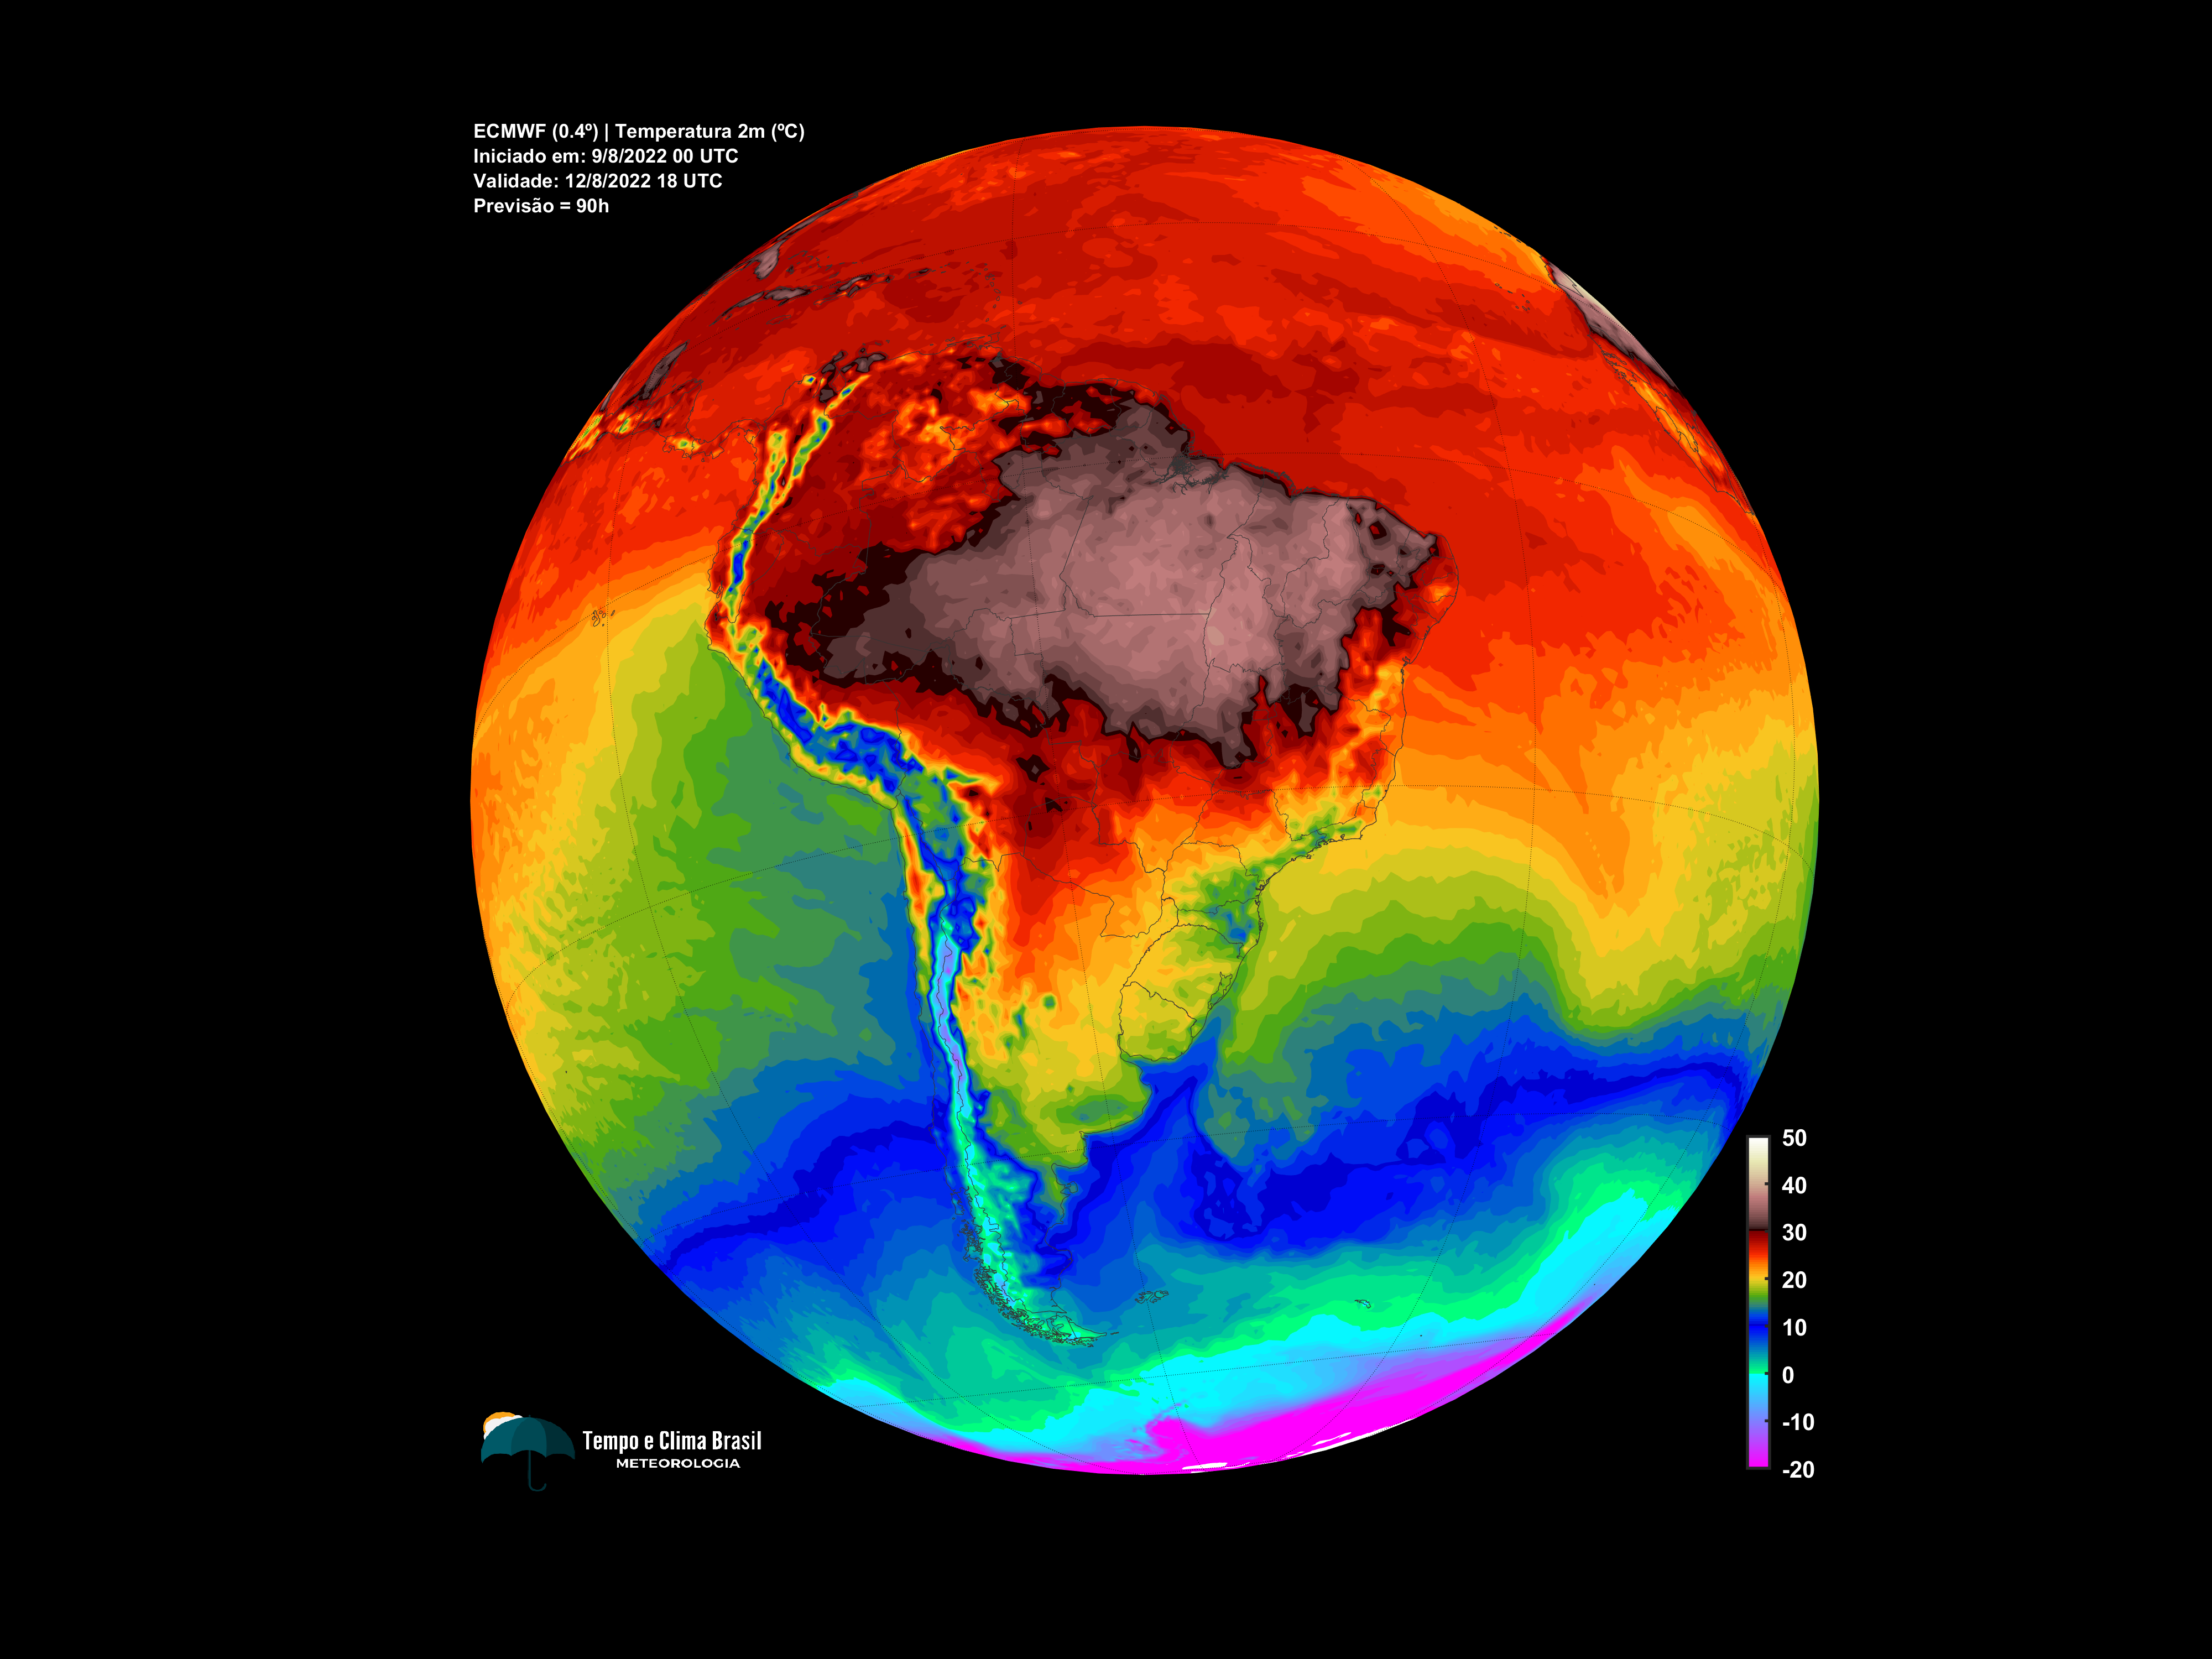 ECMWF (0.4º) | Temperatura 2m (ºC)
Iniciado em: 9/8/2022 00 UTC
Validade: 12/8/2022 18 UTC
Previsão = 90h
50
40
30
20
10
0
-10
-20
Tempo e Clima Brasil
METEOROLOGIA